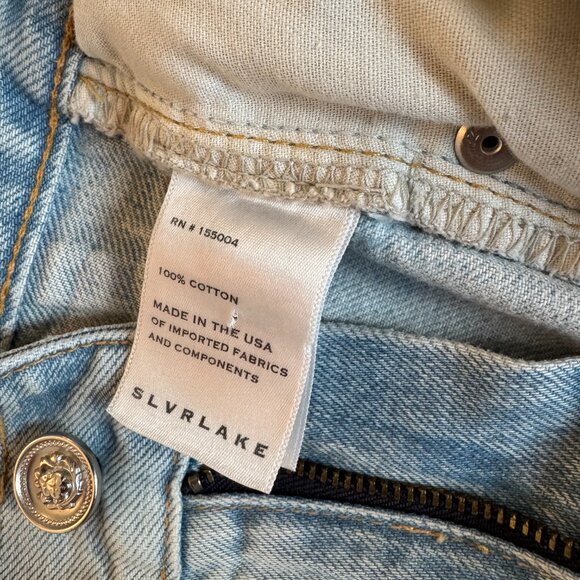 RN # 155004
100% COTTON
MADE IN THE USA
OF IMPORTED FABRICS
AND COMPONENTS
SLVRLAKE